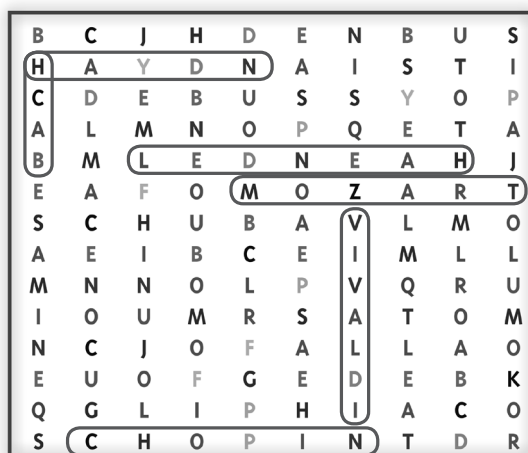 B C J H D E N B U S
H A Y D N A I S T I
C D E B U S S Y O P
A L M N O P Q E T A
B M L E D N E A H J
E A F O M O Z A R T
S C H U B A V L M O
A E I B C E I M L L
M N N O L P V Q R U
I O U M R S A T O M
N C J O F A L L A O
E U O F G E D E B K
Q G L I P H I A C O
S C H O P I N T D R